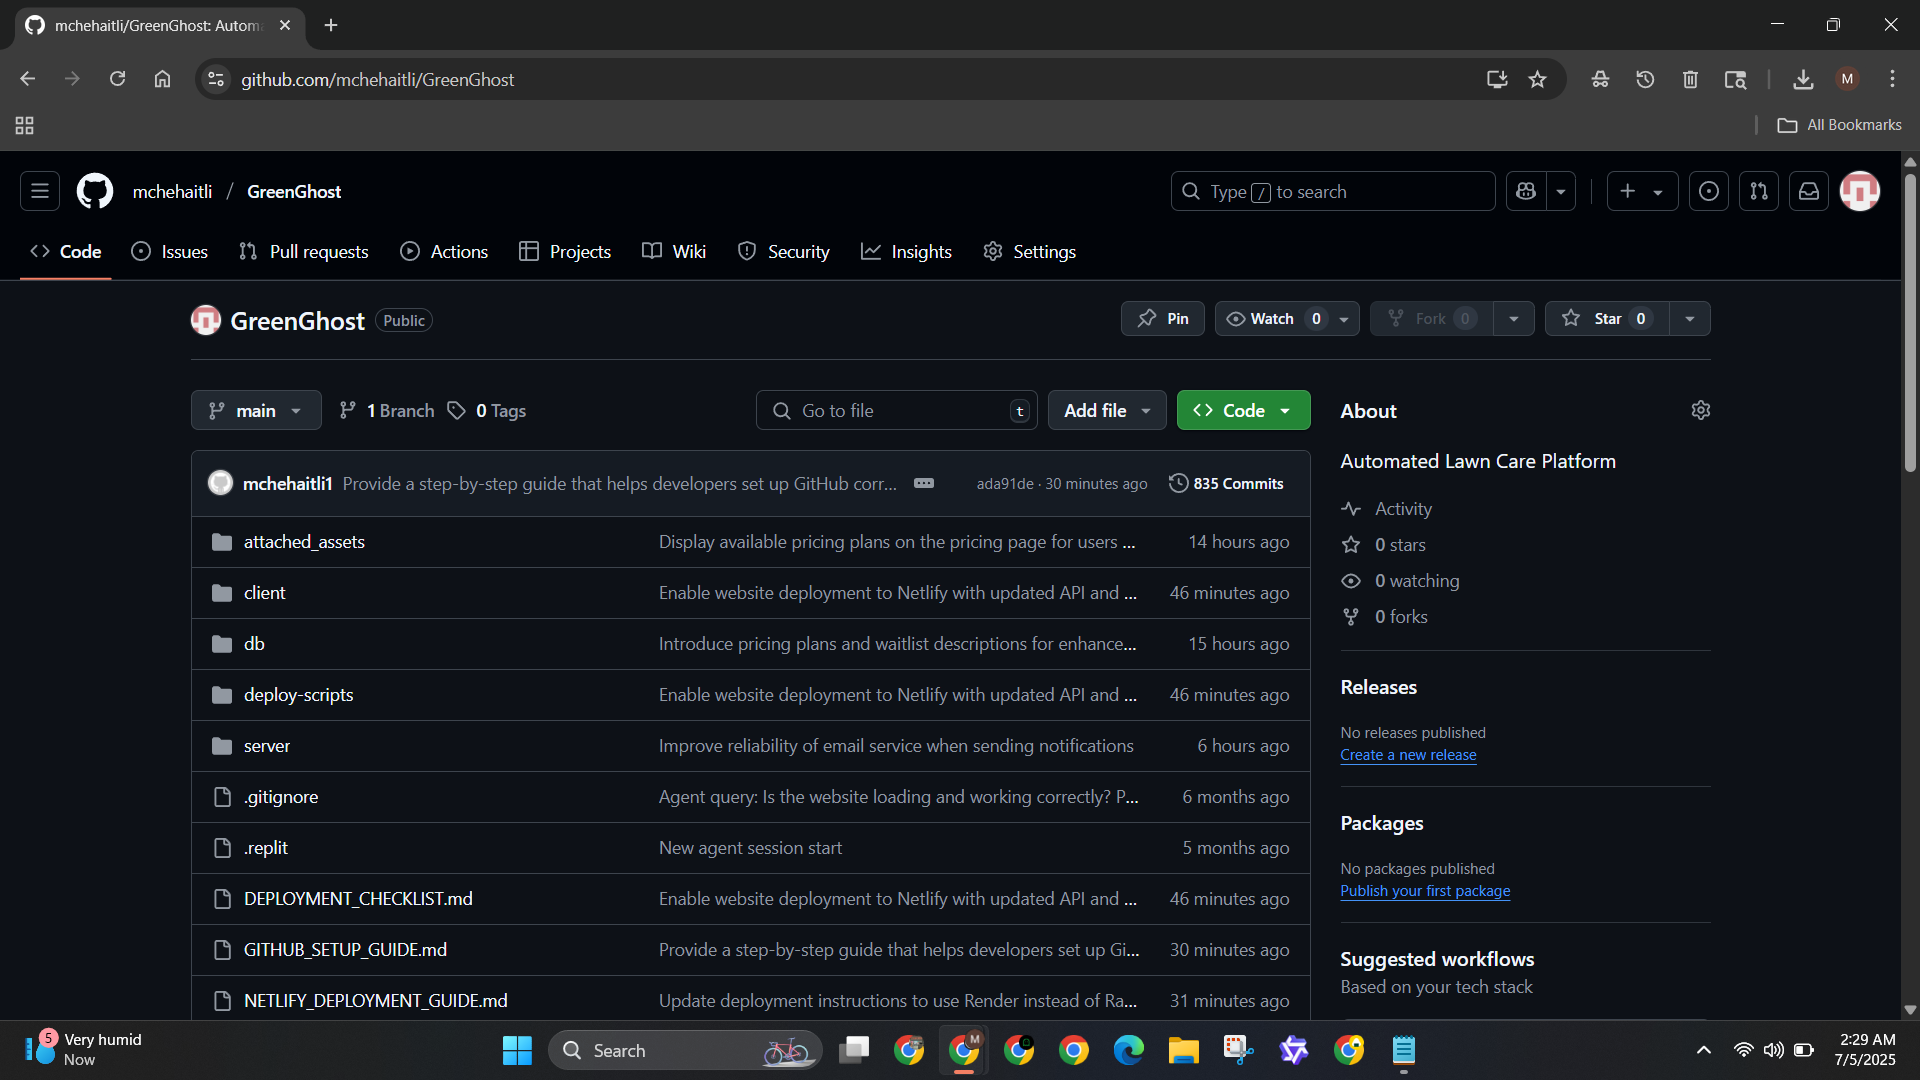 mchehaitli/GreenGhost: Autom
github.com/mchehaitli/GreenGhost
M
All Bookmarks
mchehaitli / GreenGhost
Type / to search
Code
Issues
Pull requests
Actions
Projects
Wiki
Security
Insights
Settings
GreenGhost Public
Pin
Watch 0
Fork 0
Star 0
main
1 Branch
0 Tags
Go to file t
Add file
Code
mchehaitli1 Provide a step-by-step guide that helps developers set up GitHub corr... ada91de · 30 minutes ago 835 Commits
attached_assets Display available pricing plans on the pricing page for users ... 14 hours ago
client Enable website deployment to Netlify with updated API and ... 46 minutes ago
db Introduce pricing plans and waitlist descriptions for enhance... 15 hours ago
deploy-scripts Enable website deployment to Netlify with updated API and ... 46 minutes ago
server Improve reliability of email service when sending notifications 6 hours ago
.gitignore Agent query: Is the website loading and working correctly? P... 6 months ago
.replit New agent session start 5 months ago
DEPLOYMENT_CHECKLIST.md Enable website deployment to Netlify with updated API and ... 46 minutes ago
GITHUB_SETUP_GUIDE.md Provide a step-by-step guide that helps developers set up Gi... 30 minutes ago
NETLIFY_DEPLOYMENT_GUIDE.md Update deployment instructions to use Render instead of Ra... 31 minutes ago
About
Automated Lawn Care Platform
Activity
0 stars
0 watching
0 forks
Releases
No releases published
Create a new release
Packages
No packages published
Publish your first package
Suggested workflows
Based on your tech stack
5
Very humid
Now
Search
M
2:29 AM
7/5/2025